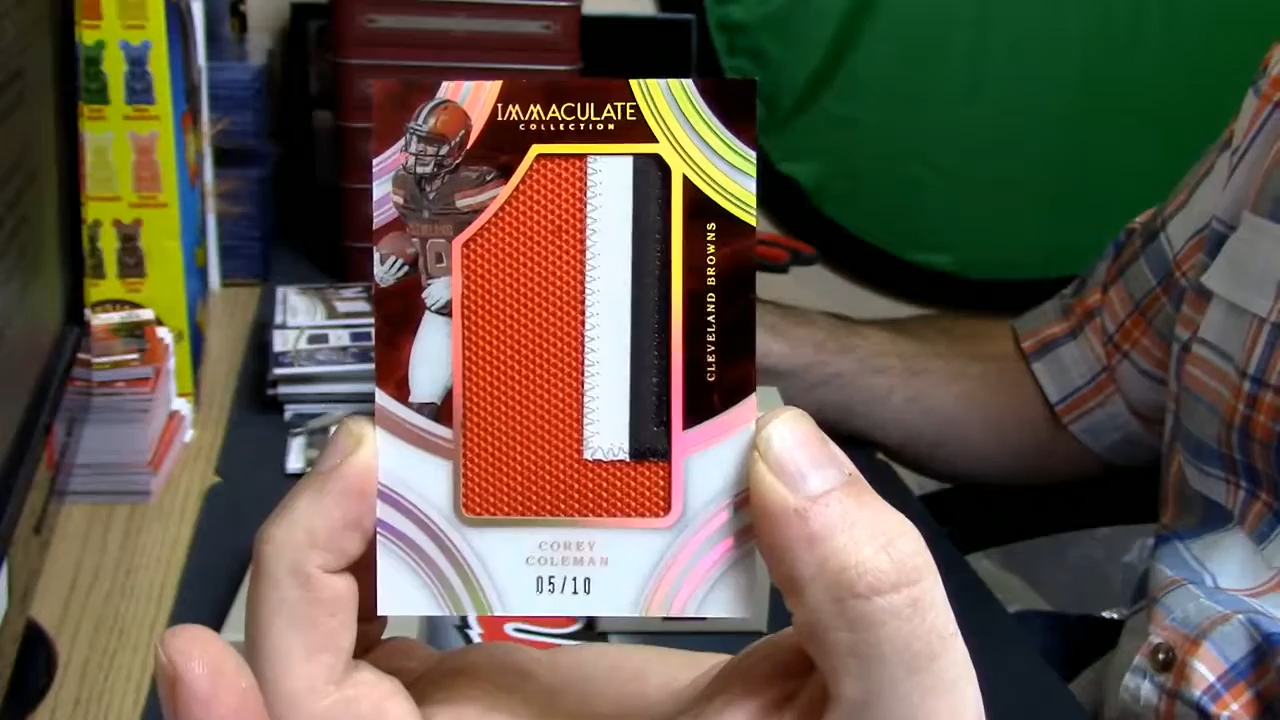 IMMACULATE
COLLECTION
CLEVELAND BROWNS
COREY
COLEMAN
05/10